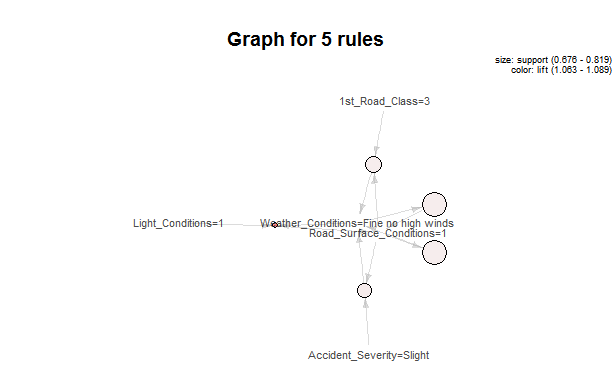 Graph for 5 rules
size: support (0.676 - 0.819)
color: lift (1.063 - 1.089)
1st_Road_Class=3
Light_Conditions=1
Weather_Conditions=Fine no high winds
Road_Surface_Conditions=1
Accident_Severity=Slight